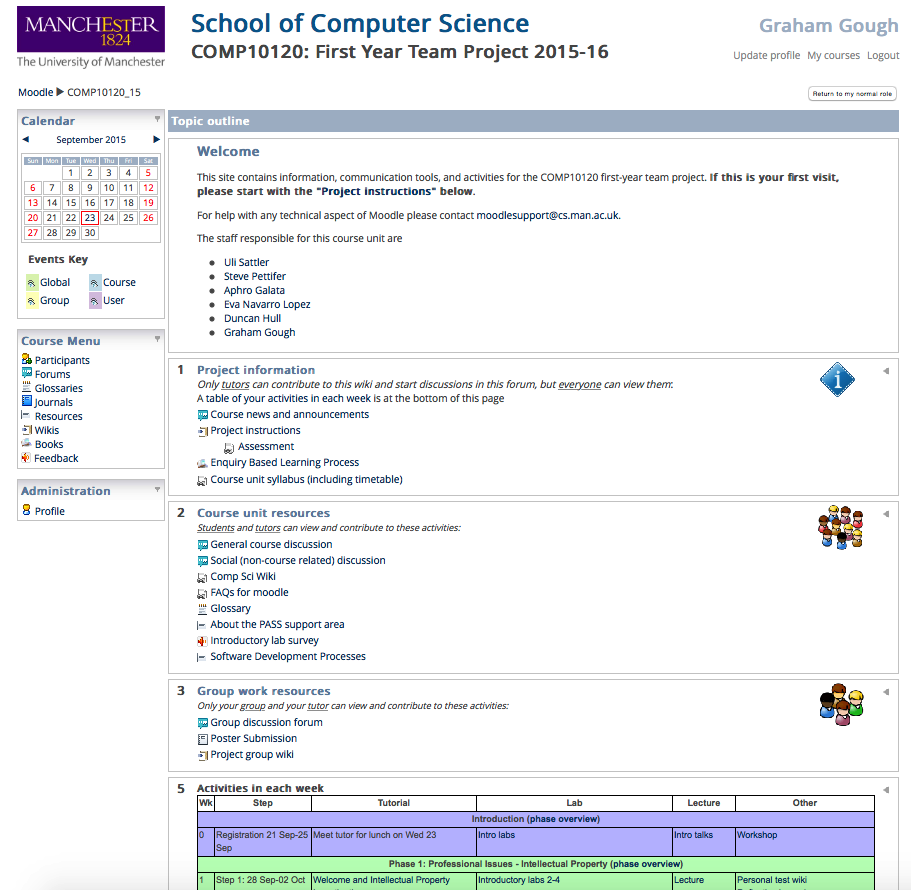 MANCHESTER
1824
The University of Manchester
School of Computer Science
COMP10120: First Year Team Project 2015-16
Graham Gough
Update profile My courses Logout
Moodle ▶ COMP10120_15
Return to my normal role
Calendar
◀ September 2015 ▶
Sun Mon Tue Wed Thu Fri Sat
1 2 3 4 5
6 7 8 9 10 11 12
13 14 15 16 17 18 19
20 21 22 23 24 25 26
27 28 29 30
Events Key
Global Course
Group User
Course Menu
Participants
Forums
Glossaries
Journals
Resources
Wikis
Books
Feedback
Administration
Profile
Topic outline
Welcome
This site contains information, communication tools, and activities for the COMP10120 first-year team project. If this is your first visit,
please start with the "Project instructions" below.
For help with any technical aspect of Moodle please contact moodlesupport@cs.man.ac.uk.
The staff responsible for this course unit are
• Uli Sattler
• Steve Pettifer
• Aphro Galata
• Eva Navarro Lopez
• Duncan Hull
• Graham Gough
1 Project information
Only tutors can contribute to this wiki and start discussions in this forum, but everyone can view them:
A table of your activities in each week is at the bottom of this page
Course news and announcements
Project instructions
Assessment
Enquiry Based Learning Process
Course unit syllabus (including timetable)
2 Course unit resources
Students and tutors can view and contribute to these activities:
General course discussion
Social (non-course related) discussion
Comp Sci Wiki
FAQs for moodle
Glossary
About the PASS support area
Introductory lab survey
Software Development Processes
3 Group work resources
Only your group and your tutor can view and contribute to these activities:
Group discussion forum
Poster Submission
Project group wiki
5 Activities in each week
Wk Step Tutorial Lab Lecture Other
Introduction (phase overview)
0 Registration 21 Sep-25 Meet tutor for lunch on Wed 23 Intro labs Intro talks Workshop
Sep
Phase 1: Professional Issues - Intellectual Property (phase overview)
1 Step 1: 28 Sep-02 Oct Welcome and Intellectual Property Introductory labs 2-4 Lecture Personal test wiki